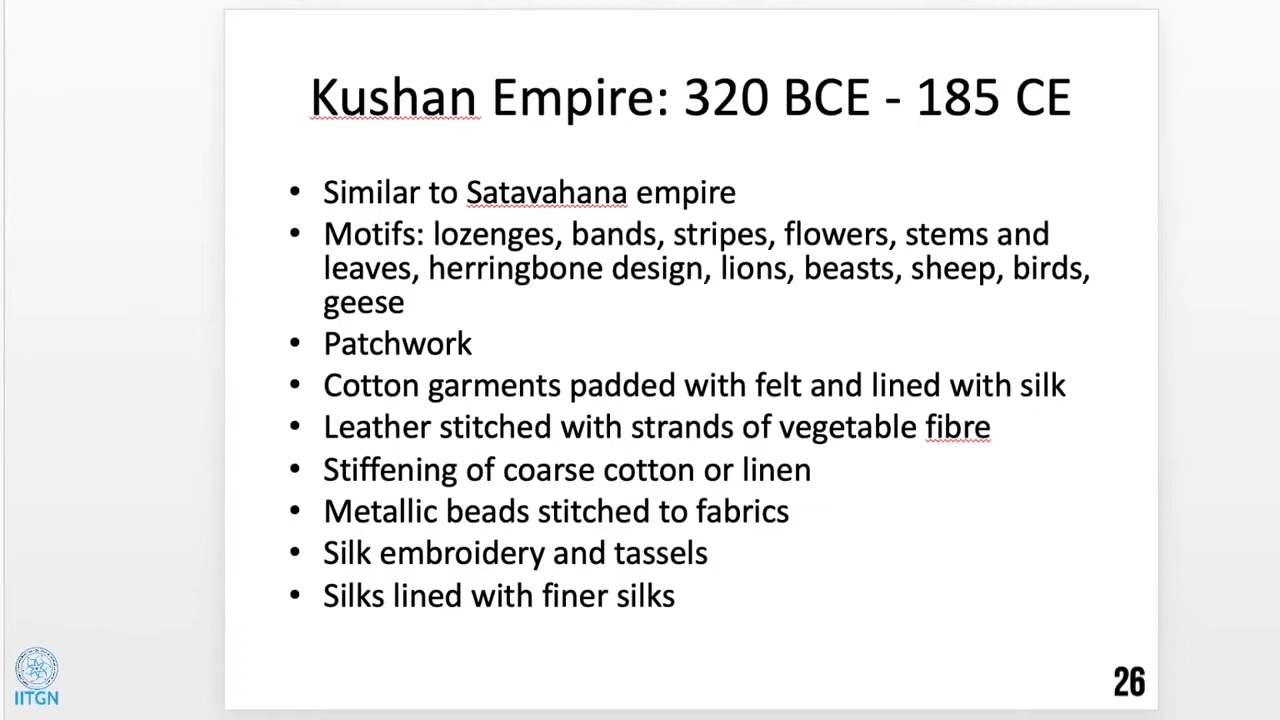 Kushan Empire: 320 BCE - 185 CE
• Similar to Satavahana empire
• Motifs: lozenges, bands, stripes, flowers, stems and
leaves, herringbone design, lions, beasts, sheep, birds,
geese
• Patchwork
• Cotton garments padded with felt and lined with silk
• Leather stitched with strands of vegetable fibre
• Stiffening of coarse cotton or linen
• Metallic beads stitched to fabrics
• Silk embroidery and tassels
• Silks lined with finer silks
IITGN
26